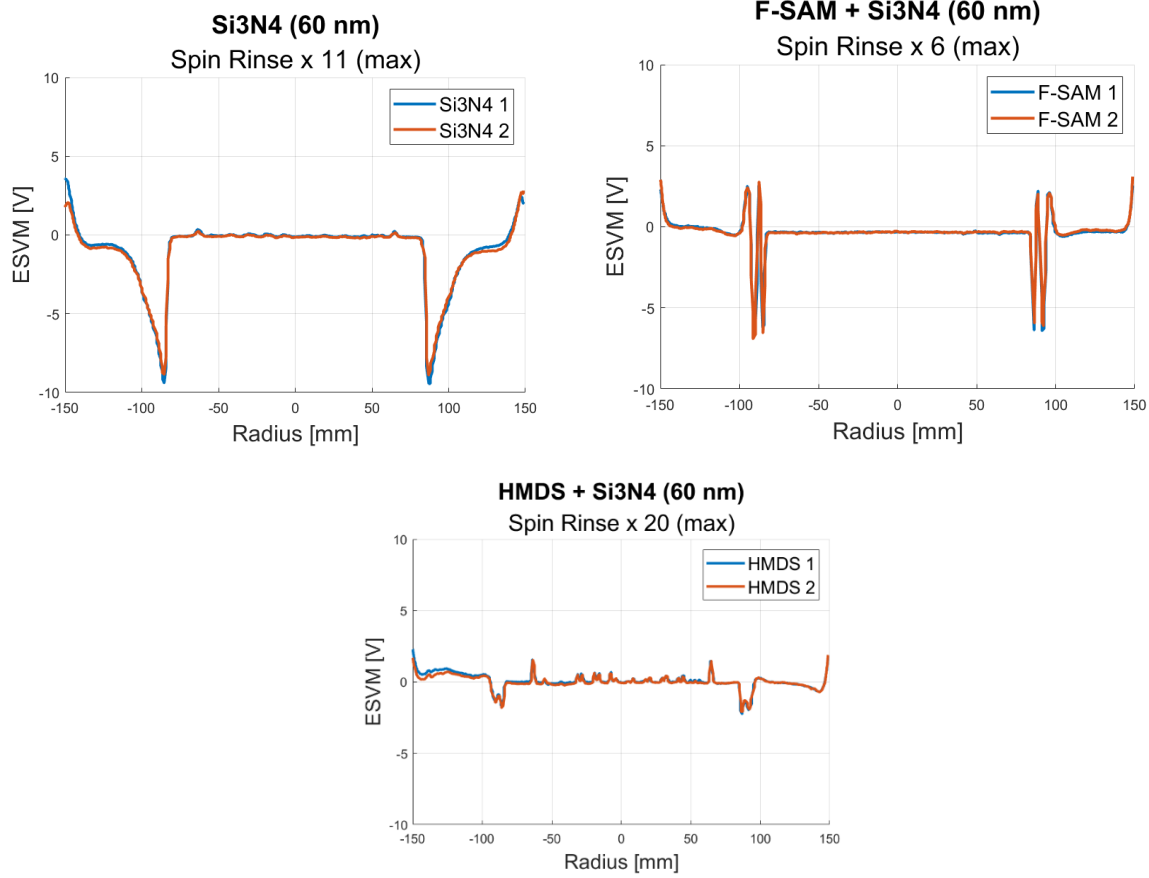 Si3N4 (60 nm)
Spin Rinse x 11 (max)
10
5
0
-5
-10
ESVM [V]
Si3N4 1
Si3N4 2
-150
-100
-50
0
50
100
150
Radius [mm]
F-SAM + Si3N4 (60 nm)
Spin Rinse x 6 (max)
10
5
0
-5
-10
ESVM [V]
F-SAM 1
F-SAM 2
-150
-100
-50
0
50
100
150
Radius [mm]
HMDS + Si3N4 (60 nm)
Spin Rinse x 20 (max)
10
5
0
-5
-10
ESVM [V]
HMDS 1
HMDS 2
-150
-100
-50
0
50
100
150
Radius [mm]